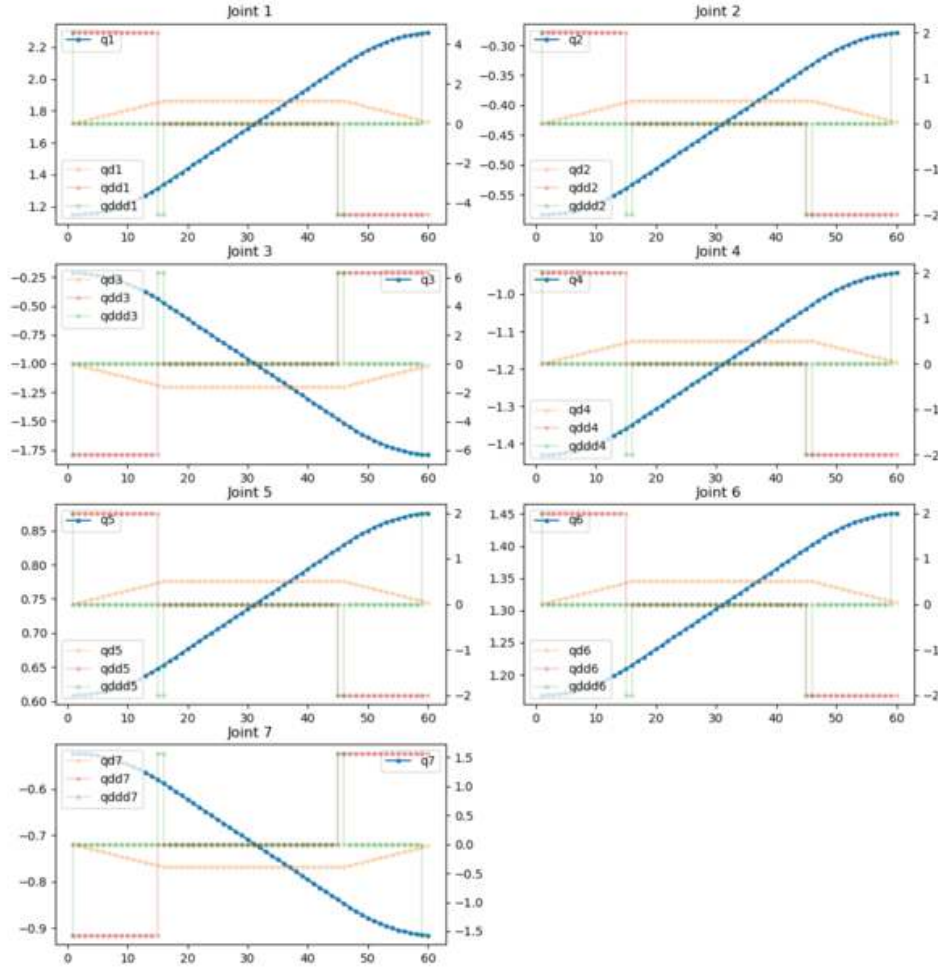 Joint 1
2.2
2.0
1.8
1.6
1.4
1.2
q1
qd1
qdd1
qddd1
4
2
0
−2
−4
0 10 20 30 40 50 60
Joint 2
−0.30
−0.35
−0.40
−0.45
−0.50
−0.55
q2
qd2
qdd2
qddd2
2
1
0
−1
−2
0 10 20 30 40 50 60
Joint 3
−0.25
−0.50
−0.75
−1.00
−1.25
−1.50
−1.75
qd3
qdd3
qddd3
q3
6
4
2
0
−2
−4
−6
0 10 20 30 40 50 60
Joint 4
−1.0
−1.1
−1.2
−1.3
−1.4
q4
qd4
qdd4
qddd4
2
1
0
−1
−2
0 10 20 30 40 50 60
Joint 5
0.85
0.80
0.75
0.70
0.65
0.60
q5
qd5
qdd5
qddd5
2
1
0
−1
−2
0 10 20 30 40 50 60
Joint 6
1.45
1.40
1.35
1.30
1.25
1.20
q6
qd6
qdd6
qddd6
2
1
0
−1
−2
0 10 20 30 40 50 60
Joint 7
−0.6
−0.7
−0.8
−0.9
qd7
qdd7
qddd7
q7
1.5
1.0
0.5
0.0
−0.5
−1.0
−1.5
0 10 20 30 40 50 60